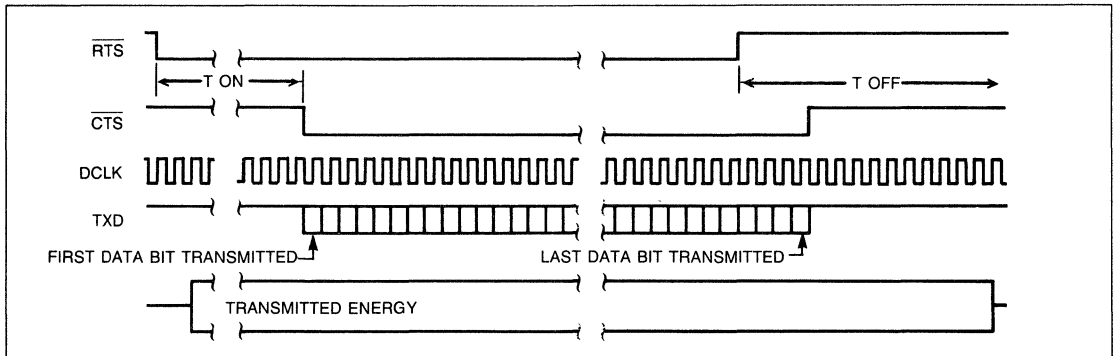 RTS
T ON
T OFF
CTS
DCLK
TXD
FIRST DATA BIT TRANSMITTED
LAST DATA BIT TRANSMITTED
TRANSMITTED ENERGY